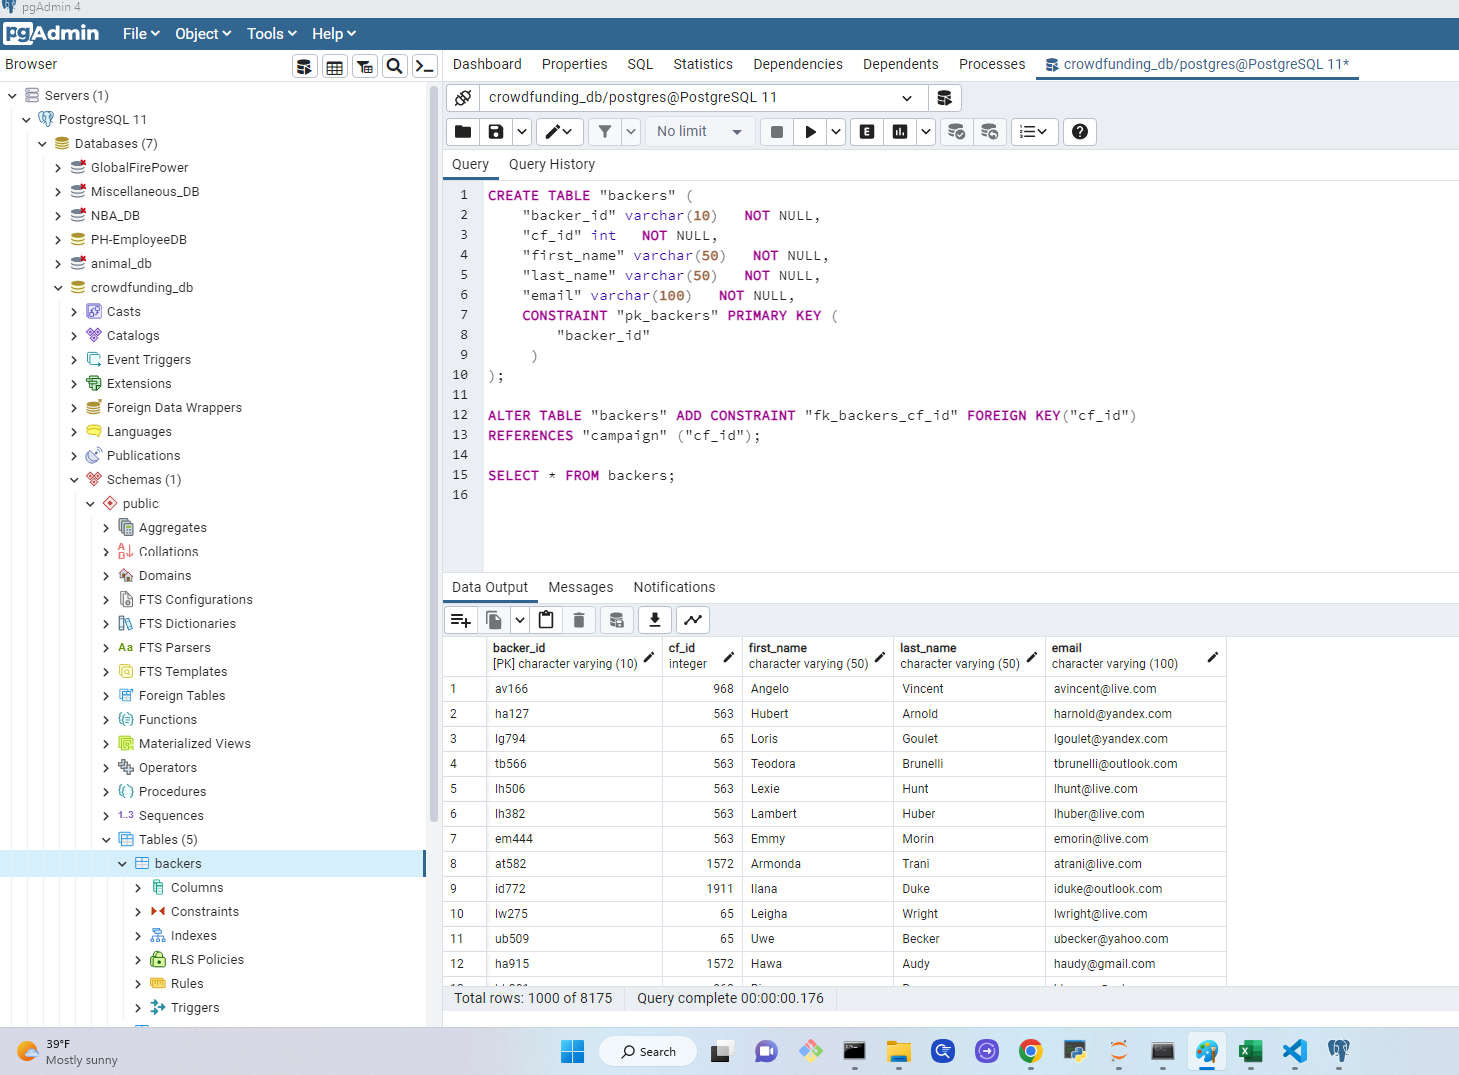 pgAdmin 4
pgAdmin File Object Tools Help
Browser
Dashboard Properties SQL Statistics Dependencies Dependents Processes crowdfunding_db/postgres@PostgreSQL 11*
Servers (1)
PostgreSQL 11
Databases (7)
GlobalFirePower
Miscellaneous_DB
NBA_DB
PH-EmployeeDB
animal_db
crowdfunding_db
Casts
Catalogs
Event Triggers
Extensions
Foreign Data Wrappers
Languages
Publications
Schemas (1)
public
Aggregates
Collations
Domains
FTS Configurations
FTS Dictionaries
FTS Parsers
FTS Templates
Foreign Tables
Functions
Materialized Views
Operators
Procedures
1..3 Sequences
Tables (5)
backers
Columns
Constraints
Indexes
RLS Policies
Rules
Triggers
crowdfunding_db/postgres@PostgreSQL 11
No limit
E
Query Query History
1 CREATE TABLE "backers" (
2 "backer_id" varchar(10) NOT NULL,
3 "cf_id" int NOT NULL,
4 "first_name" varchar(50) NOT NULL,
5 "last_name" varchar(50) NOT NULL,
6 "email" varchar(100) NOT NULL,
7 CONSTRAINT "pk_backers" PRIMARY KEY (
8 "backer_id"
9 )
10 );
11
12 ALTER TABLE "backers" ADD CONSTRAINT "fk_backers_cf_id" FOREIGN KEY("cf_id")
13 REFERENCES "campaign" ("cf_id");
14
15 SELECT * FROM backers;
16
Data Output Messages Notifications
backer_id cf_id first_name last_name email
[PK] character varying (10) integer character varying (50) character varying (50) character varying (100)
1 av166 968 Angelo Vincent avincent@live.com
2 ha127 563 Hubert Arnold harnold@yandex.com
3 lg794 65 Loris Goulet lgoulet@yandex.com
4 tb566 563 Teodora Brunelli tbrunelli@outlook.com
5 lh506 563 Lexie Hunt lhunt@live.com
6 lh382 563 Lambert Huber lhuber@live.com
7 em444 563 Emmy Morin emorin@live.com
8 at582 1572 Armonda Trani atrani@live.com
9 id772 1911 Ilana Duke iduke@outlook.com
10 lw275 65 Leigha Wright lwright@live.com
11 ub509 65 Uwe Becker ubecker@yahoo.com
12 ha915 1572 Hawa Audy haudy@gmail.com
Total rows: 1000 of 8175 Query complete 00:00:00.176
39°F
Mostly sunny
Search